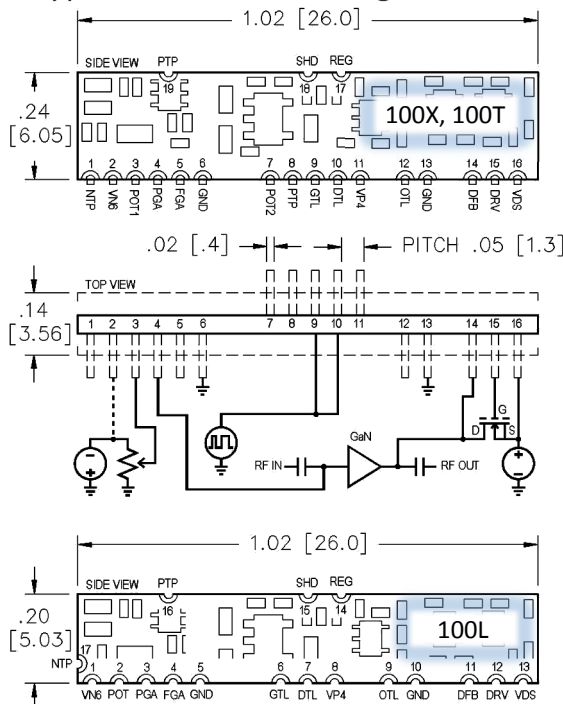 1.02 [26.0]
SIDE VIEW PTP SHD REG
19 18 17
.24
[6.05]
100X, 100T
1 2 3 4 5 6 7 8 9 10 11 12 13 14 15 16
NTP VN6 POT1 PGA FGA GND POT2 PTP GTL DTL VP4 OTL GND DFB DRV VDS
.02 [.4] PITCH .05 [1.3]
TOP VIEW
.14
[3.56]
1 2 3 4 5 6 7 8 9 10 11 12 13 14 15 16
G
D S
GaN
RF IN RF OUT
1.02 [26.0]
SIDE VIEW PTP SHD REG
16 15 14
.20
[5.03]
100L
17
NTP
1 2 3 4 5 6 7 8 9 10 11 12 13
VN6 POT PGA FGA GND GTL DTL VP4 OTL GND DFB DRV VDS